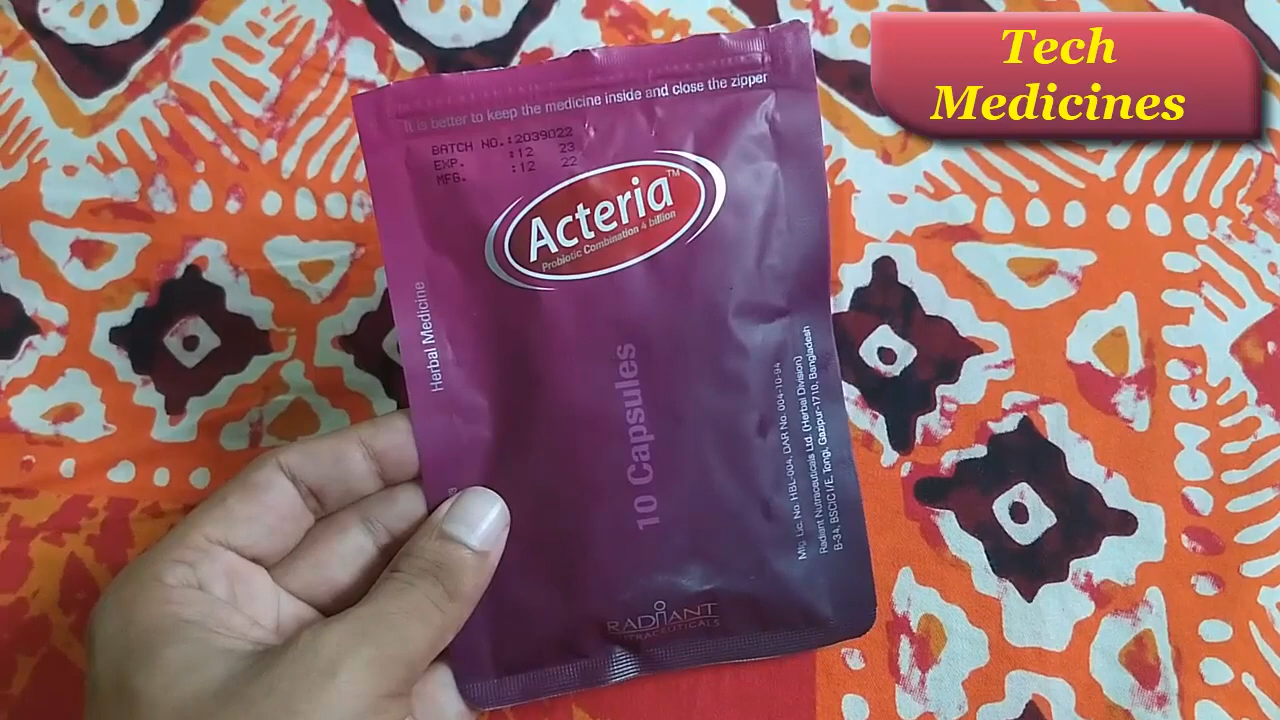 Tech
Medicines
It is better to keep the medicine inside and close the zipper
BATCH NO.:2039022
EXP. :12 23
MFG. :12 22
Acteria™
Probiotic Combination 4 billion
Herbal Medicine
10 Capsules
Mfg. Lic. No. HBL-004, DAR No. 004-10-94
Radiant Nutraceuticals Ltd. (Herbal Division)
B-34, BSCIC I/E, Tongi, Gazipur-1710, Bangladesh
RADIANT
NUTRACEUTICALS